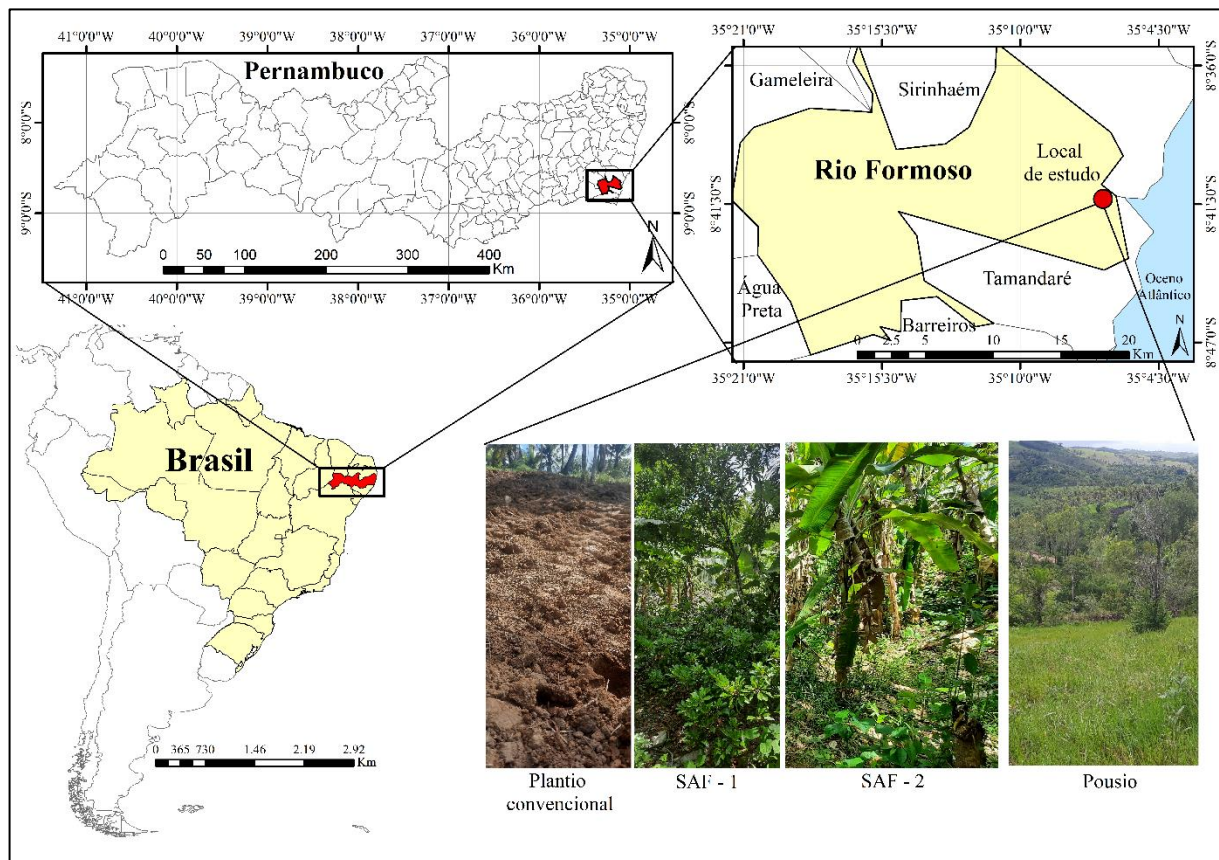 41°0'0"W 40°0'0"W 39°0'0"W 38°0'0"W 37°0'0"W 36°0'0"W 35°0'0"W
Pernambuco
8°0'0"S
8°0'0"S
9°0'0"S
9°0'0"S
N
0 50 100 200 300 400
Km
41°0'0"W 40°0'0"W 39°0'0"W 38°0'0"W 37°0'0"W 36°0'0"W 35°0'0"W
35°21'0"W 35°15'30"W 35°10'0"W 35°4'30"W
Gameleira
Sirinhaém
8°36'0"S
8°36'0"S
Rio Formoso
Local
de estudo
8°41'30"S
8°41'30"S
Água
Preta
Tamandaré
Oceno
Atlântico
N
Barreiros
8°47'0"S
8°47'0"S
0 2,5 5 10 15 20
Km
35°21'0"W 35°15'30"W 35°10'0"W 35°4'30"W
Brasil
0 365 730 1.46 2.19 2.92
Km
Plantio
convencional
SAF - 1
SAF - 2
Pousio